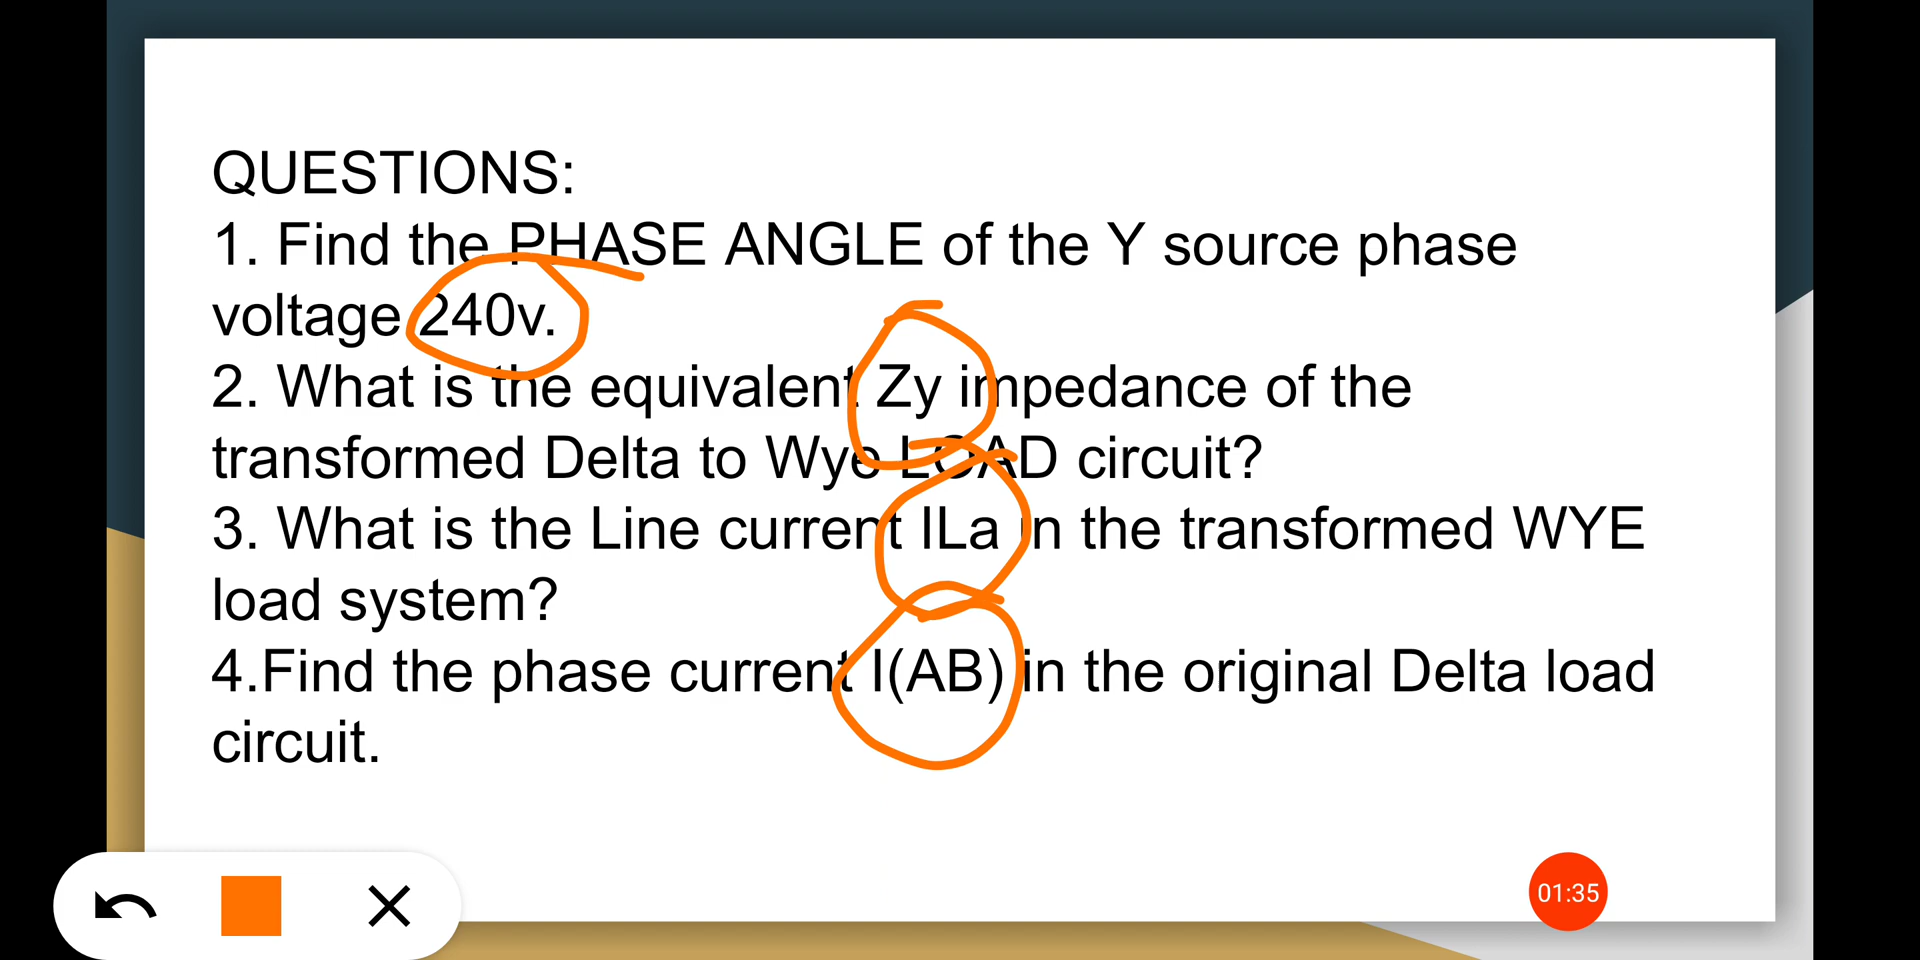 QUESTIONS:
1. Find the PHASE ANGLE of the Y source phase
voltage 240v.
2. What is the equivalent Zy impedance of the
transformed Delta to Wye LOAD circuit?
3. What is the Line current ILa in the transformed WYE
load system?
4.Find the phase current I(AB) in the original Delta load
circuit.
01:35